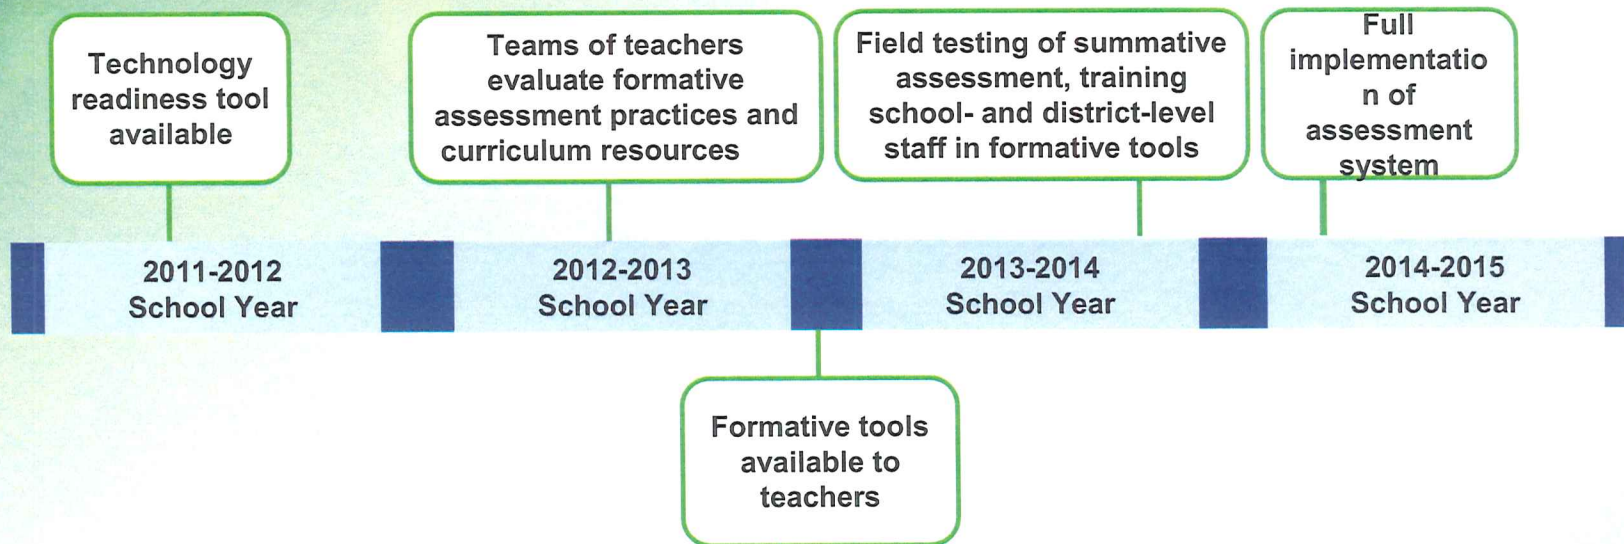 Technology
readiness tool
available
Teams of teachers
evaluate formative
assessment practices and
curriculum resources
Field testing of summative
assessment, training
school- and district-level
staff in formative tools
Full
implementatio
n of
assessment
system
2011-2012
School Year
2012-2013
School Year
2013-2014
School Year
2014-2015
School Year
Formative tools
available to
teachers